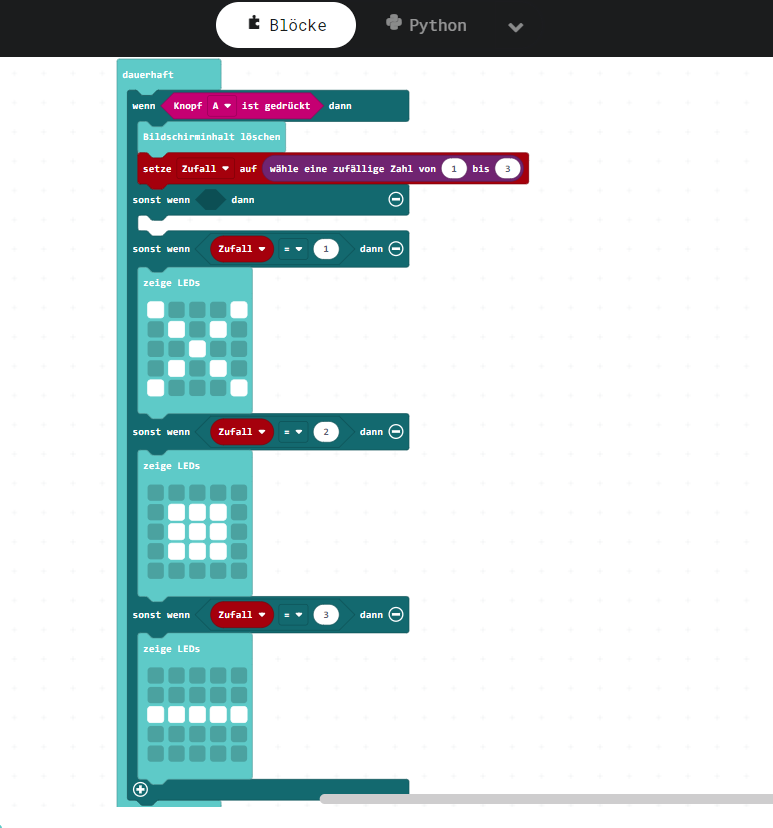 Blöcke Python
dauerhaft
wenn Knopf A ist gedrückt dann
Bildschirminhalt löschen
setze Zufall auf wähle eine zufällige Zahl von 1 bis 3
sonst wenn dann
sonst wenn Zufall = 1 dann
zeige LEDs
sonst wenn Zufall = 2 dann
zeige LEDs
sonst wenn Zufall = 3 dann
zeige LEDs